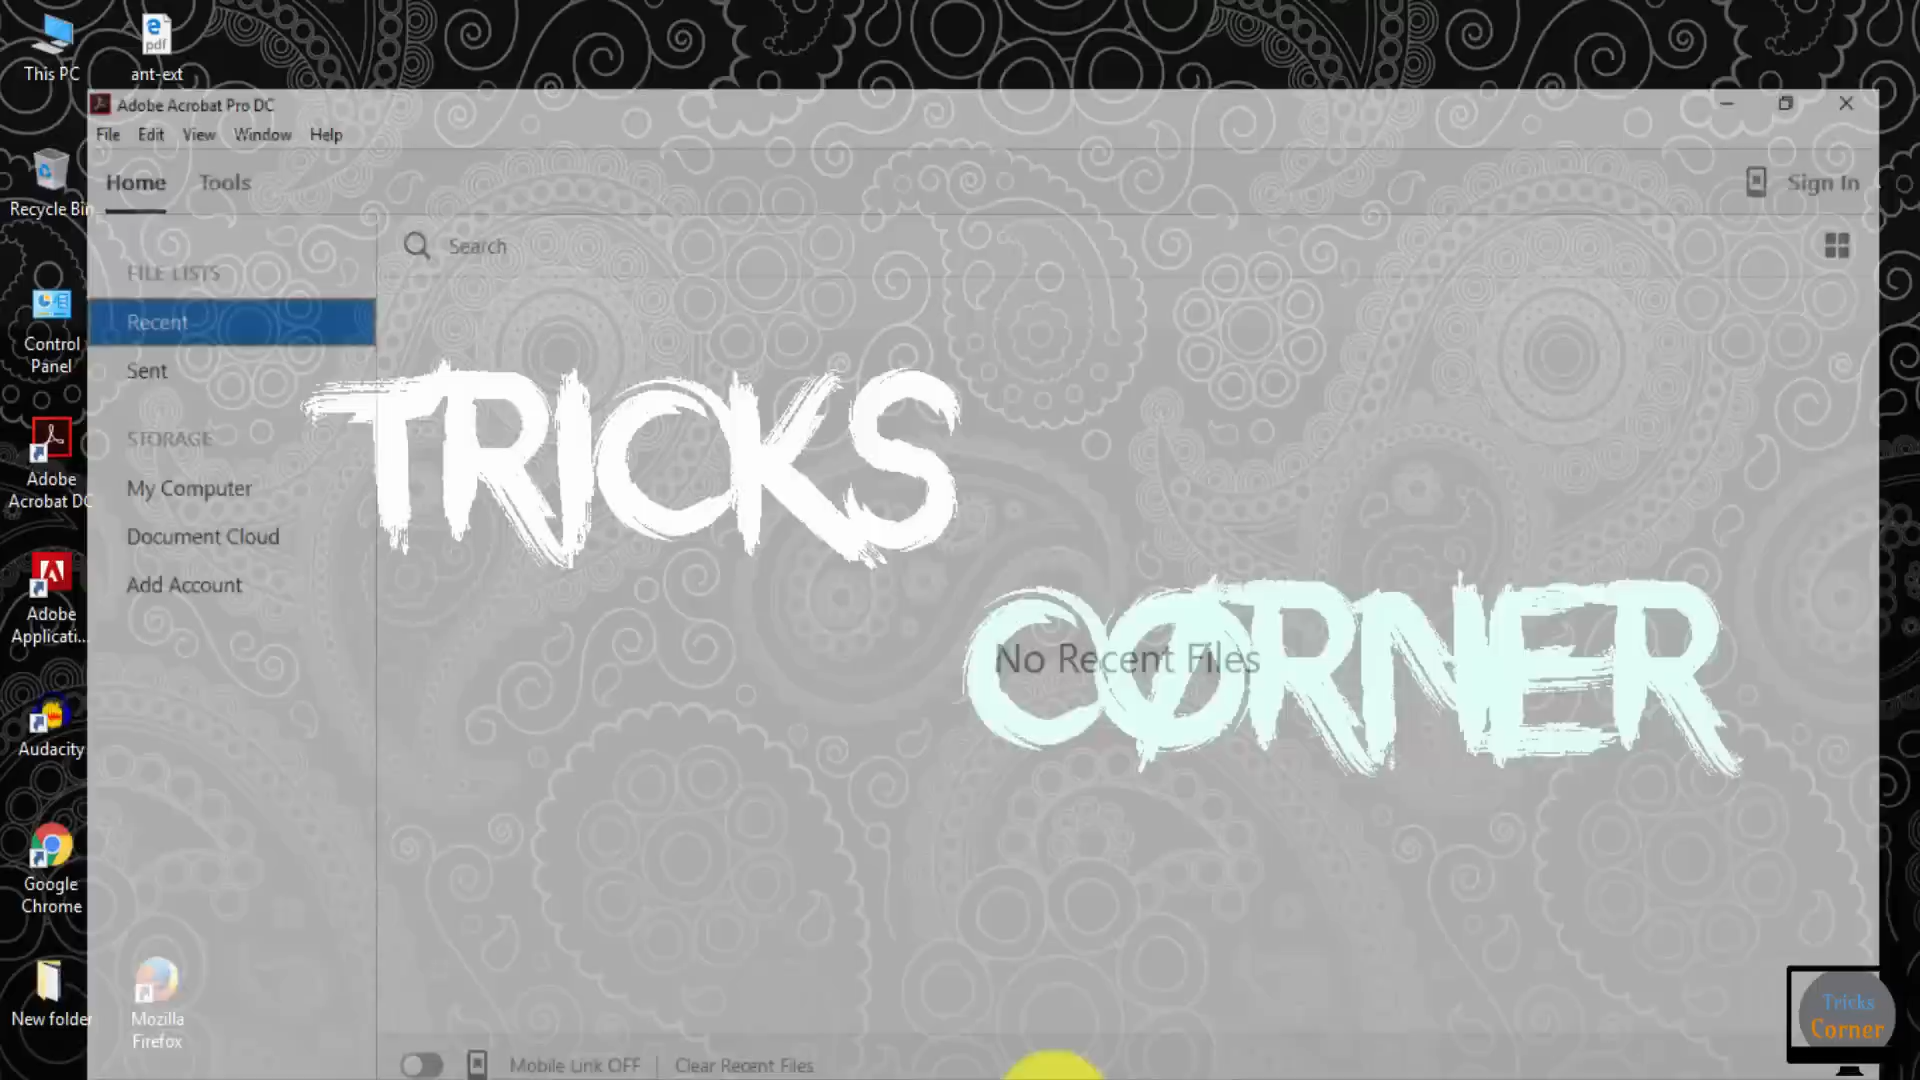 This PC
pdf
ant-ext
Adobe Acrobat Pro DC
File Edit View Window Help
Home Tools
Sign In
Recycle Bin
Search
FILE LISTS
Recent
Sent
Control
Panel
TRICKS
STORAGE
My Computer
Document Cloud
Add Account
Adobe
Acrobat DC
Adobe
Applicati...
CORNER
No Recent Files
Audacity
Google
Chrome
New folder
Mozilla
Firefox
Tricks
Corner
Mobile Link OFF
Clear Recent Files